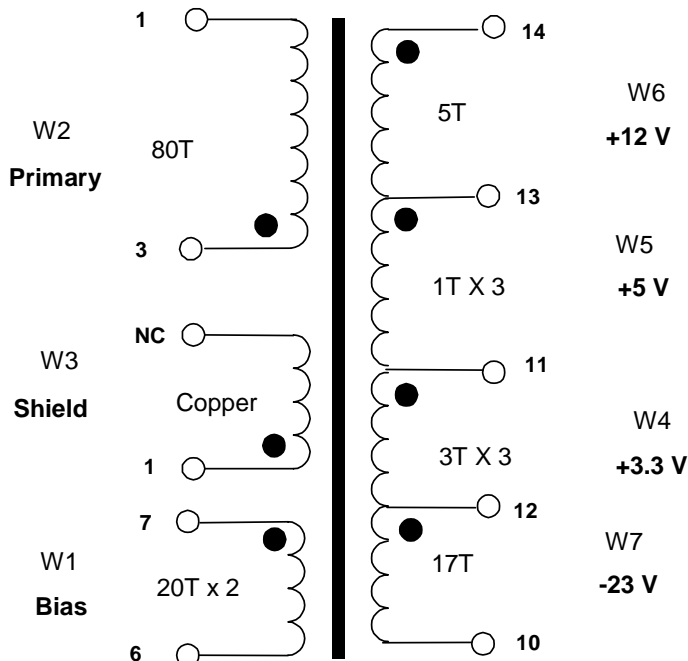 1
W2
Primary
80T
3
NC
W3
Shield
Copper
1
7
W1
Bias
20T x 2
6
14
W6
+12 V
5T
13
W5
+5 V
1T X 3
11
W4
+3.3 V
3T X 3
12
W7
-23 V
17T
10